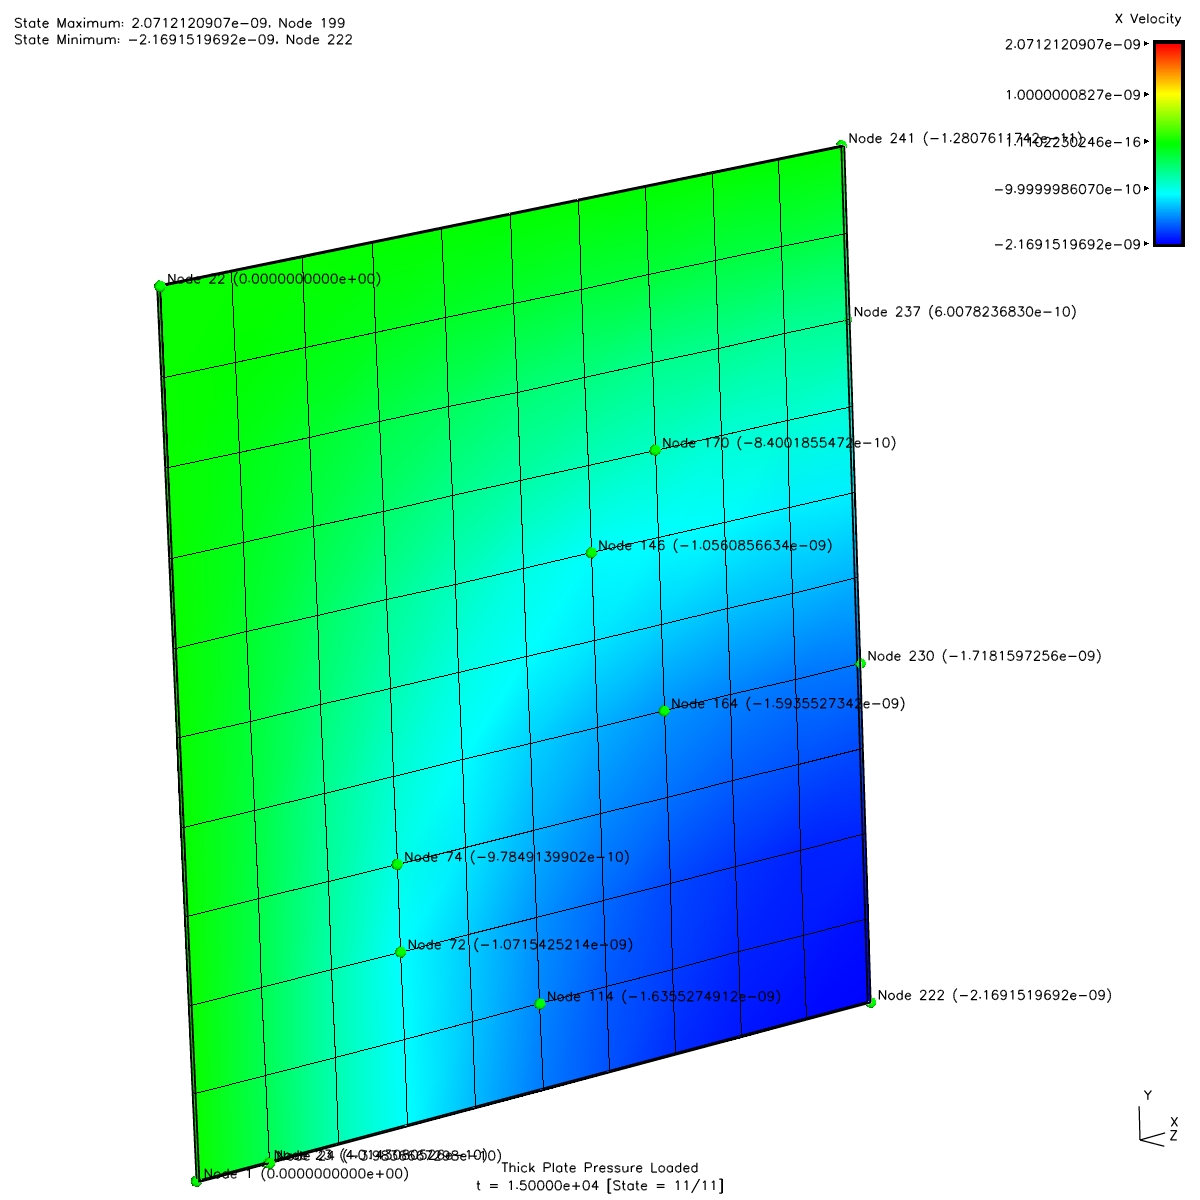 State Maximum: 2.0712120907e-09, Node 199
State Minimum: -2.1691519692e-09, Node 222
X Velocity
2.0712120907e-09
1.0000000827e-09
Node 241 (-1.2807611742e-11)
1.1102230246e-16
-9.9999986070e-10
-2.1691519692e-09
Node 22 (0.0000000000e+00)
Node 237 (6.0078236830e-10)
Node 170 (-8.4001855472e-10)
Node 146 (-1.0560856634e-09)
Node 230 (-1.7181597256e-09)
Node 164 (-1.5935527342e-09)
Node 74 (-9.7849139902e-10)
Node 72 (-1.0715425214e-09)
Node 114 (-1.6355274912e-09)
Node 222 (-2.1691519692e-09)
Node 1 (0.0000000000e+00)
Thick Plate Pressure Loaded
t = 1.50000e+04 [State = 11/11]
Y
X
Z